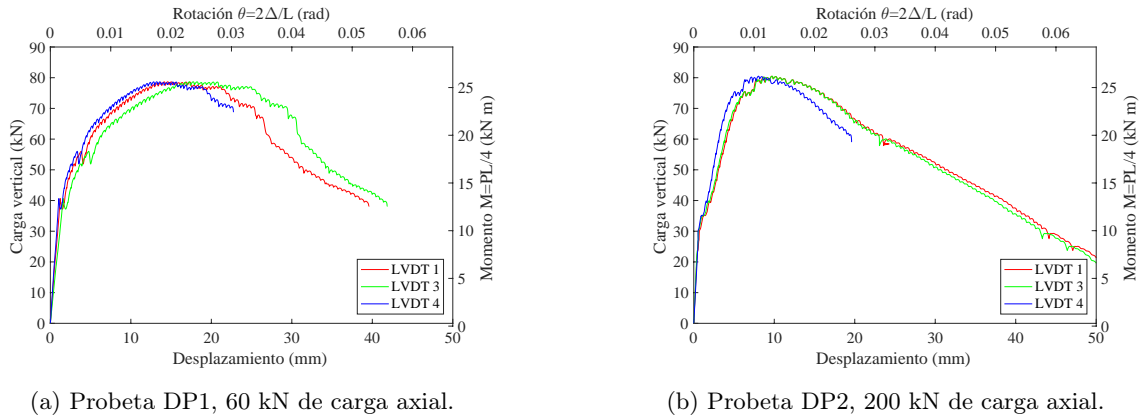 Rotación θ=2Δ/L (rad)
0 0.01 0.02 0.03 0.04 0.05 0.06
90
80
70
60
50
40
30
20
10
0
Carga vertical (kN)
25
20
15
10
5
0
Momento M=PL/4 (kN m)
LVDT 1
LVDT 3
LVDT 4
0 10 20 30 40 50
Desplazamiento (mm)
(a) Probeta DP1, 60 kN de carga axial.
Rotación θ=2Δ/L (rad)
0 0.01 0.02 0.03 0.04 0.05 0.06
90
80
70
60
50
40
30
20
10
0
Carga vertical (kN)
25
20
15
10
5
0
Momento M=PL/4 (kN m)
LVDT 1
LVDT 3
LVDT 4
0 10 20 30 40 50
Desplazamiento (mm)
(b) Probeta DP2, 200 kN de carga axial.